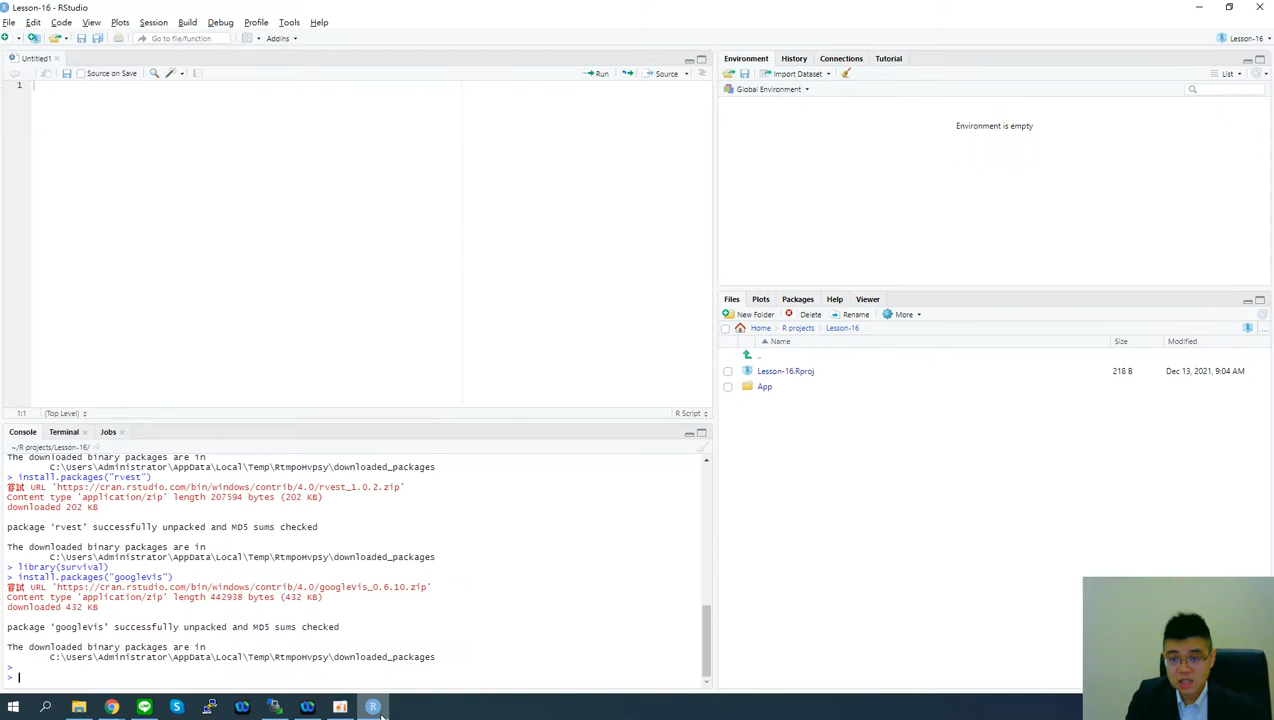 Lesson-16 - RStudio
File Edit Code View Plots Session Build Debug Profile Tools Help
Go to file/function Addins Lesson-16
Untitled1
Source on Save Run Source
1
1:1 (Top Level) R Script
Console Terminal Jobs
~/R projects/Lesson-16/
The downloaded binary packages are in
C:\Users\Administrator\AppData\Local\Temp\RtmpoHvpsy\downloaded_packages
> install.packages("rvest")
嘗試 URL 'https://cran.rstudio.com/bin/windows/contrib/4.0/rvest_1.0.2.zip'
Content type 'application/zip' length 207594 bytes (202 KB)
downloaded 202 KB
package ‘rvest’ successfully unpacked and MD5 sums checked
The downloaded binary packages are in
C:\Users\Administrator\AppData\Local\Temp\RtmpoHvpsy\downloaded_packages
> library(survival)
> install.packages("googleVis")
嘗試 URL 'https://cran.rstudio.com/bin/windows/contrib/4.0/googleVis_0.6.10.zip'
Content type 'application/zip' length 442938 bytes (432 KB)
downloaded 432 KB
package ‘googleVis’ successfully unpacked and MD5 sums checked
The downloaded binary packages are in
C:\Users\Administrator\AppData\Local\Temp\RtmpoHvpsy\downloaded_packages
>
>
Environment History Connections Tutorial
Import Dataset List
Global Environment
Environment is empty
Files Plots Packages Help Viewer
New Folder Delete Rename More
Home R projects Lesson-16
Name Size Modified
..
Lesson-16.Rproj 218 B Dec 13, 2021, 9:04 AM
App